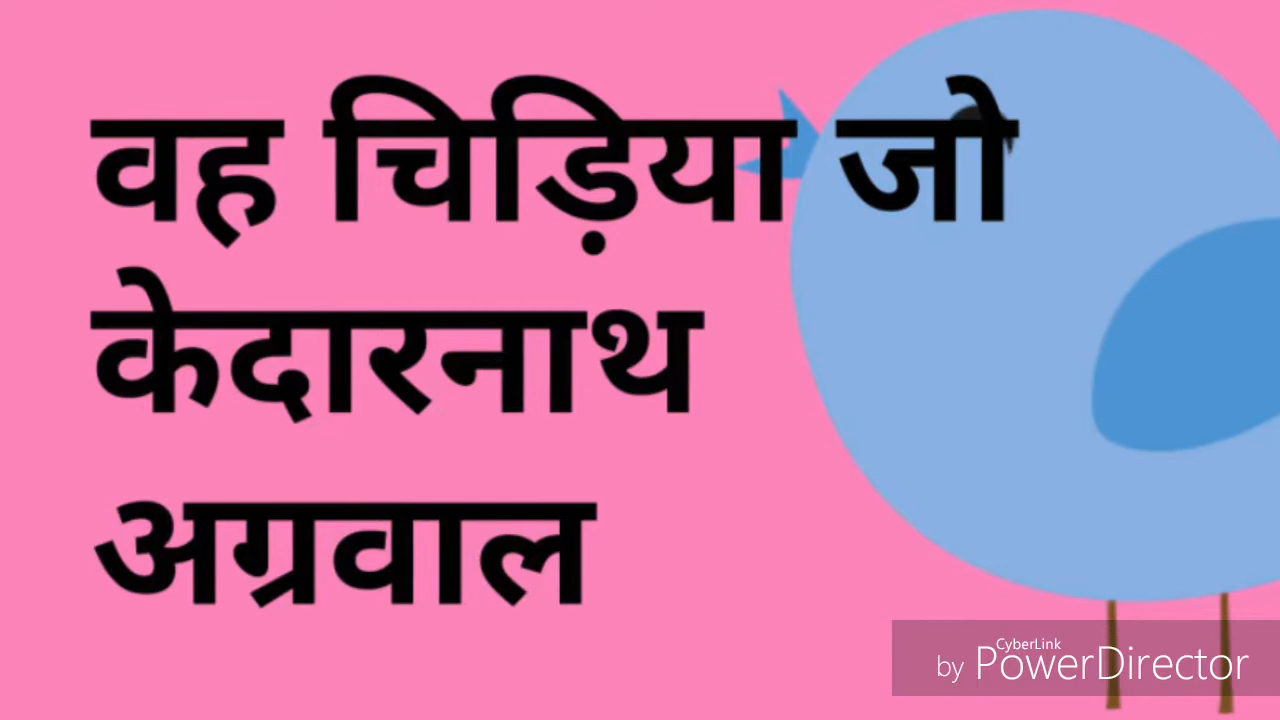 वह चिड़िया जो
केदारनाथ
अग्रवाल
CyberLink
by PowerDirector